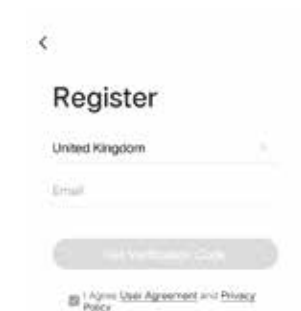 Register
United Kingdom
Email
Get Verification Code
I Agree User Agreement and Privacy
Policy